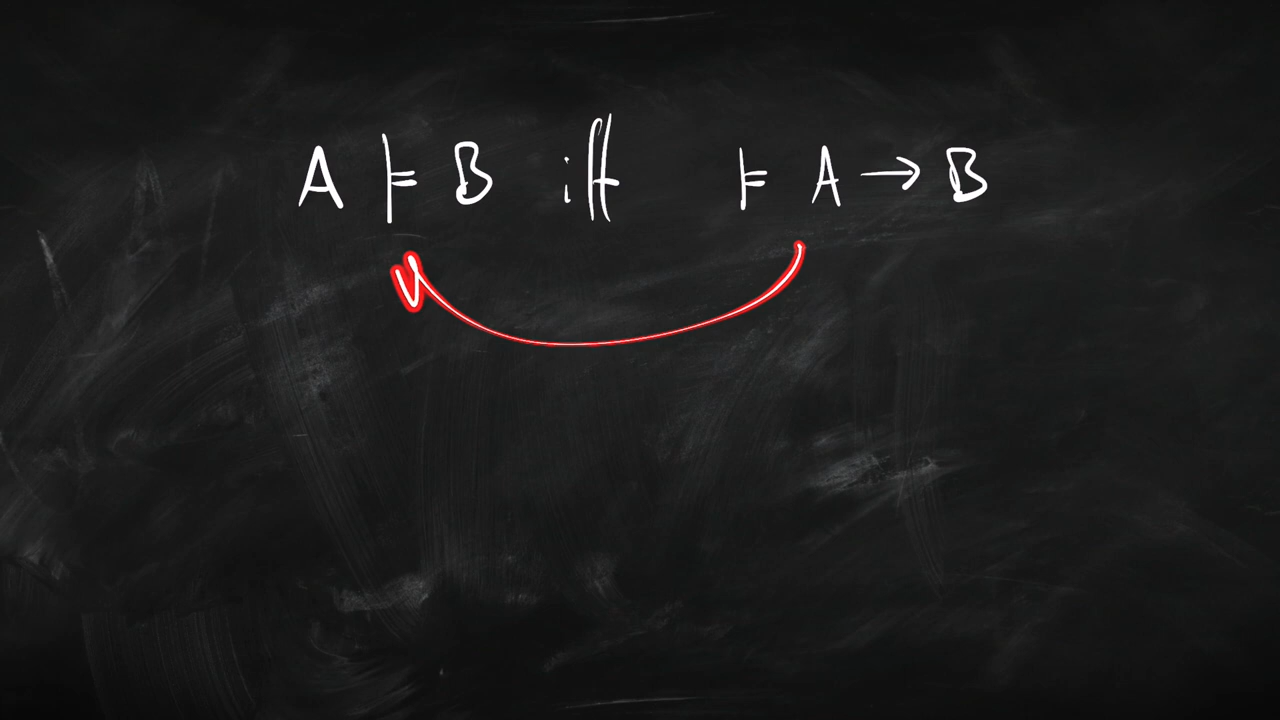 A ⊨ B iff ⊨ A → B